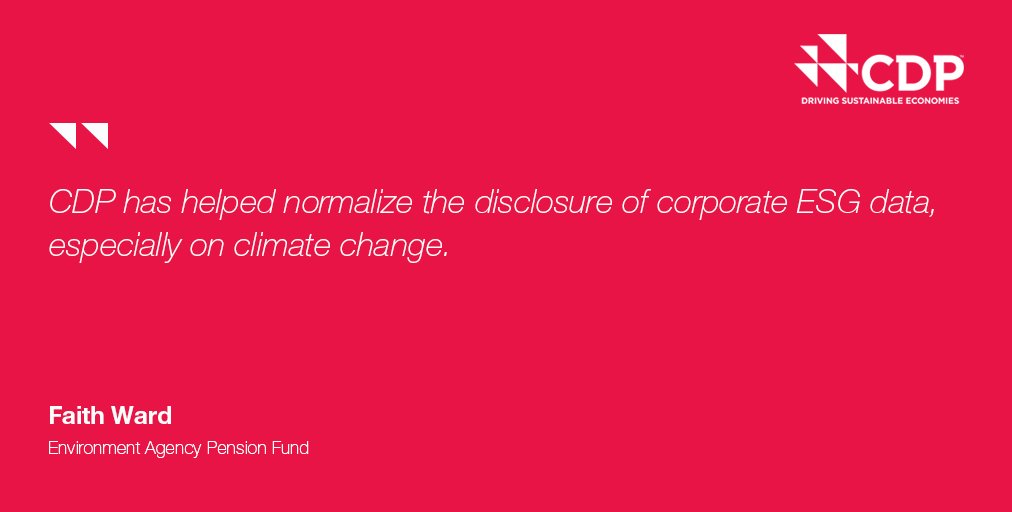 CDP
DRIVING SUSTAINABLE ECONOMIES
CDP has helped normalize the disclosure of corporate ESG data,
especially on climate change.
Faith Ward
Environment Agency Pension Fund